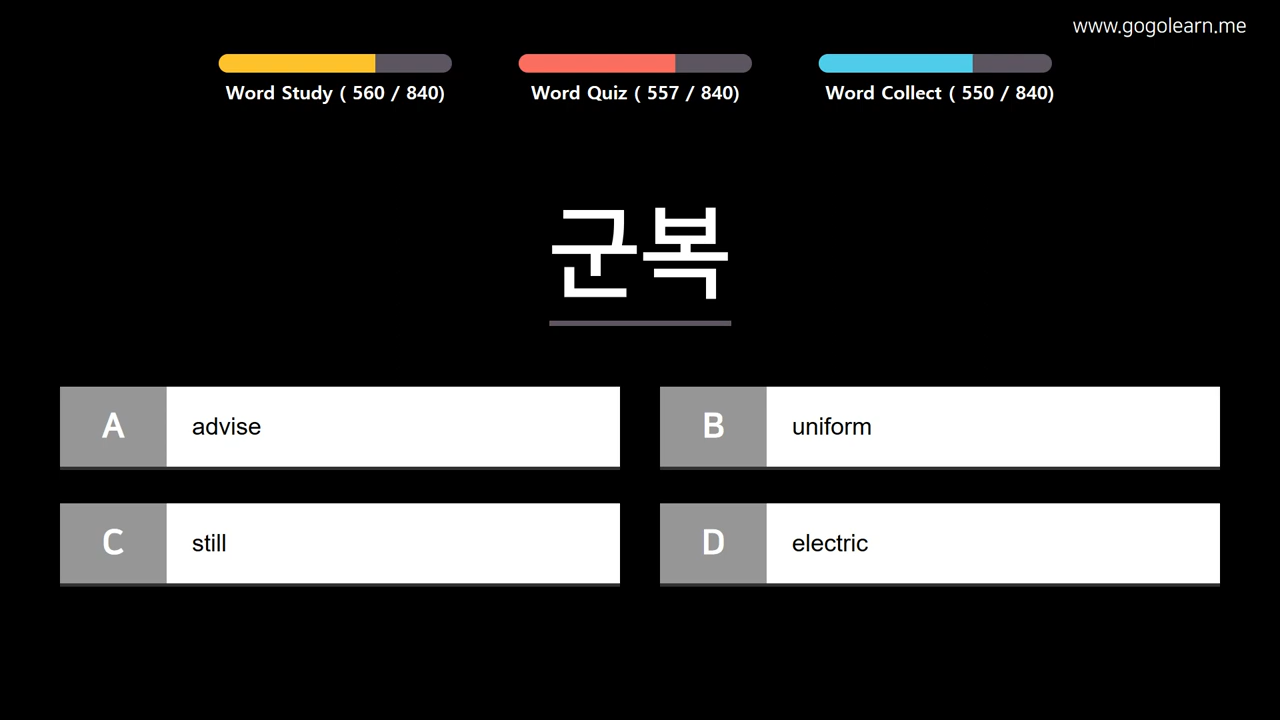 www.gogolearn.me
Word Study ( 560 / 840)
Word Quiz ( 557 / 840)
Word Collect ( 550 / 840)
군복
A advise
B uniform
C still
D electric